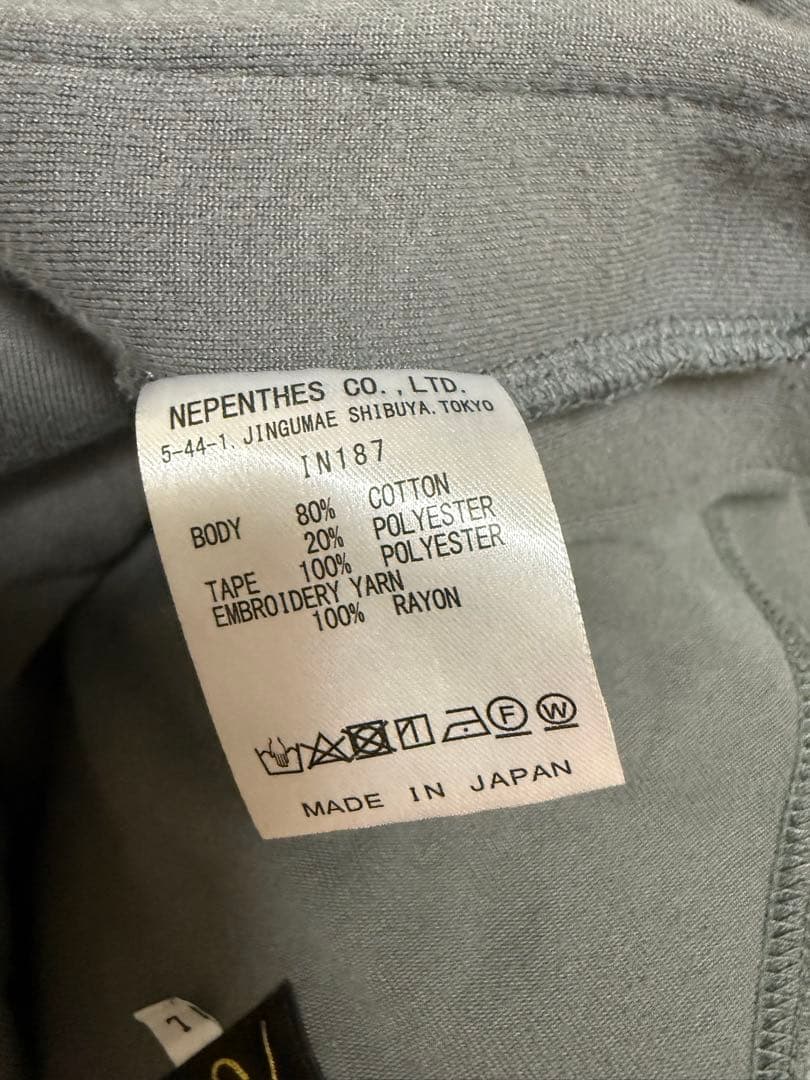 NEPENTHES CO.,LTD.
5-44-1, JINGUMAE SHIBUYA.TOKYO
IN187
BODY 80% COTTON
20% POLYESTER
TAPE 100% POLYESTER
EMBROIDERY YARN
100% RAYON
F W
MADE IN JAPAN